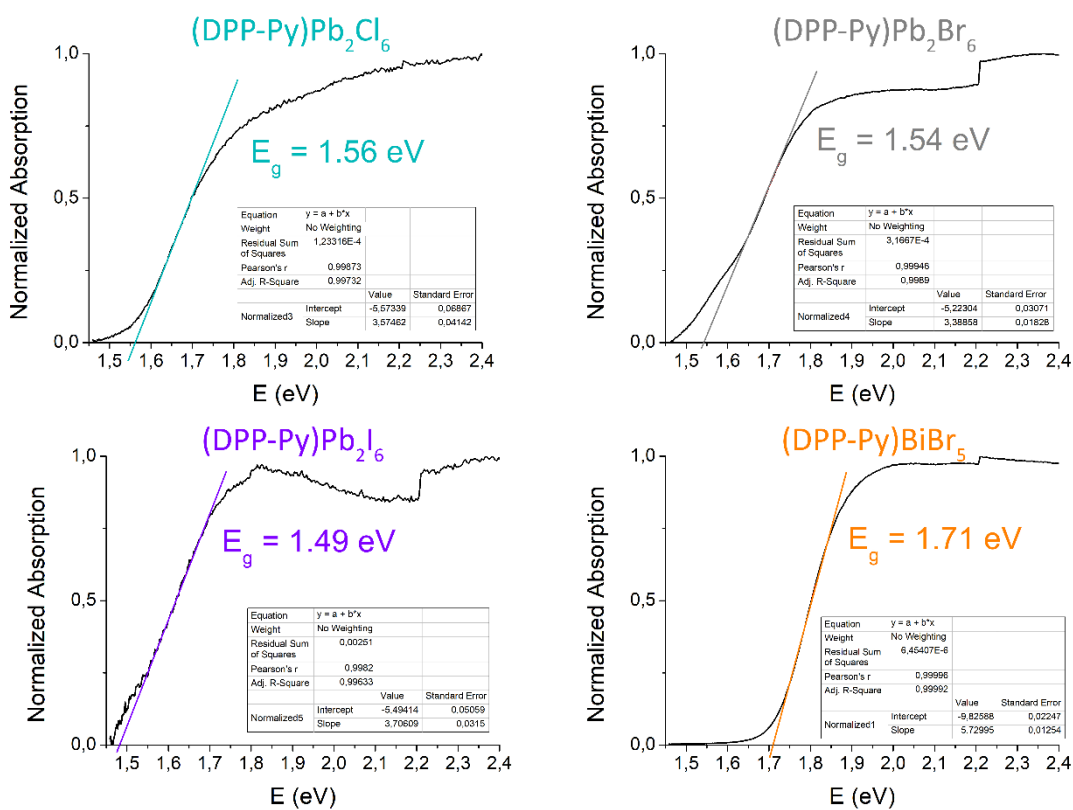 (DPP-Py)Pb₂Cl₆
1,0
0,5
0,0
Normalized Absorption
E_g = 1.56 eV
Equation y = a + b*x
Weight No Weighting
Residual Sum of Squares 1,23316E-4
Pearson's r 0,99873
Adj. R-Square 0,99732
Value Standard Error
Normalized3 Intercept -5,57339 0,06867
Slope 3,57462 0,04142
1,5 1,6 1,7 1,8 1,9 2,0 2,1 2,2 2,3 2,4
E (eV)
(DPP-Py)Pb₂Br₆
1,0
0,5
0,0
Normalized Absorption
E_g = 1.54 eV
Equation y = a + b*x
Weight No Weighting
Residual Sum of Squares 3,1667E-4
Pearson's r 0,99946
Adj. R-Square 0,9989
Value Standard Error
Normalized4 Intercept -5,22304 0,03071
Slope 3,38858 0,01828
1,5 1,6 1,7 1,8 1,9 2,0 2,1 2,2 2,3 2,4
E (eV)
(DPP-Py)Pb₂I₆
1,0
0,5
0,0
Normalized Absorption
E_g = 1.49 eV
Equation y = a + b*x
Weight No Weighting
Residual Sum of Squares 0,00251
Pearson's r 0,9982
Adj. R-Square 0,99633
Value Standard Error
Normalized5 Intercept -5,49414 0,05059
Slope 3,70609 0,0315
1,5 1,6 1,7 1,8 1,9 2,0 2,1 2,2 2,3 2,4
E (eV)
(DPP-Py)BiBr₅
1,0
0,5
0,0
Normalized Absorption
E_g = 1.71 eV
Equation y = a + b*x
Weight No Weighting
Residual Sum of Squares 6,45407E-6
Pearson's r 0,99996
Adj. R-Square 0,99992
Value Standard Error
Normalized1 Intercept -9,82588 0,02247
Slope 5,72995 0,01254
1,5 1,6 1,7 1,8 1,9 2,0 2,1 2,2 2,3 2,4
E (eV)